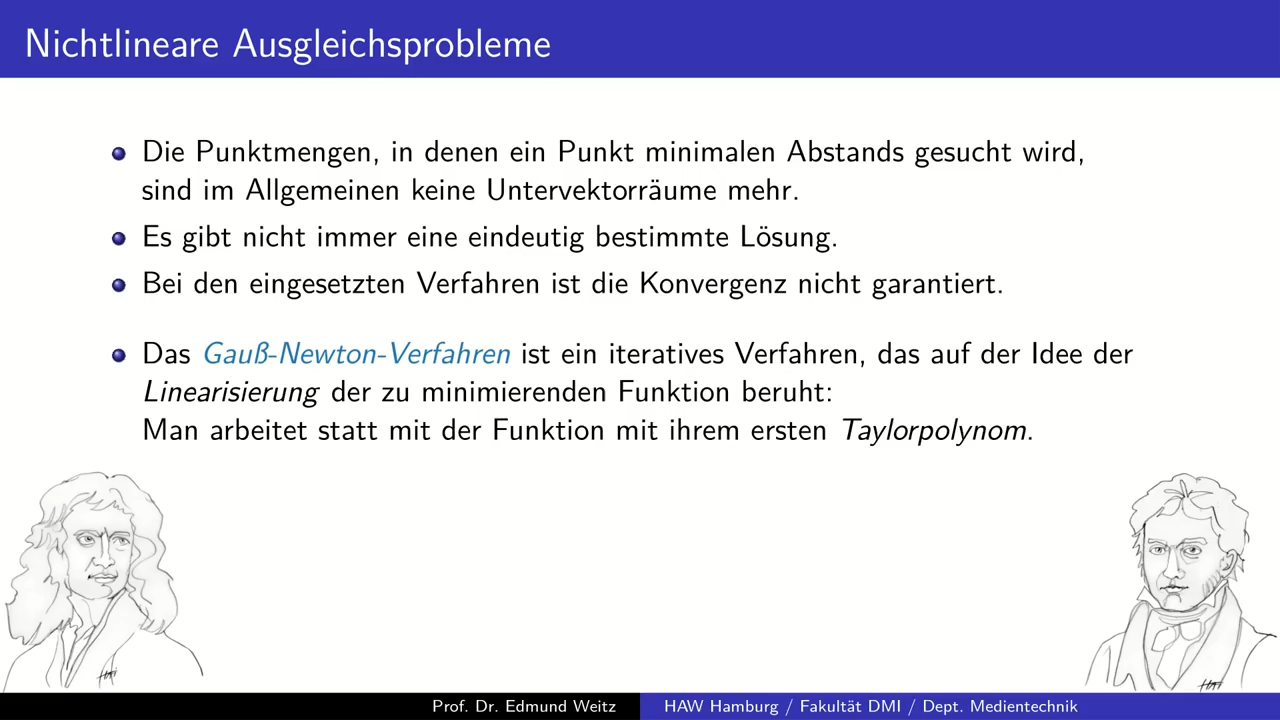 Nichtlineare Ausgleichsprobleme
Die Punktmengen, in denen ein Punkt minimalen Abstands gesucht wird,
sind im Allgemeinen keine Untervektorräume mehr.
Es gibt nicht immer eine eindeutig bestimmte Lösung.
Bei den eingesetzten Verfahren ist die Konvergenz nicht garantiert.
Das Gauß-Newton-Verfahren ist ein iteratives Verfahren, das auf der Idee der
Linearisierung der zu minimierenden Funktion beruht:
Man arbeitet statt mit der Funktion mit ihrem ersten Taylorpolynom.
Prof. Dr. Edmund Weitz
HAW Hamburg / Fakultät DMI / Dept. Medientechnik